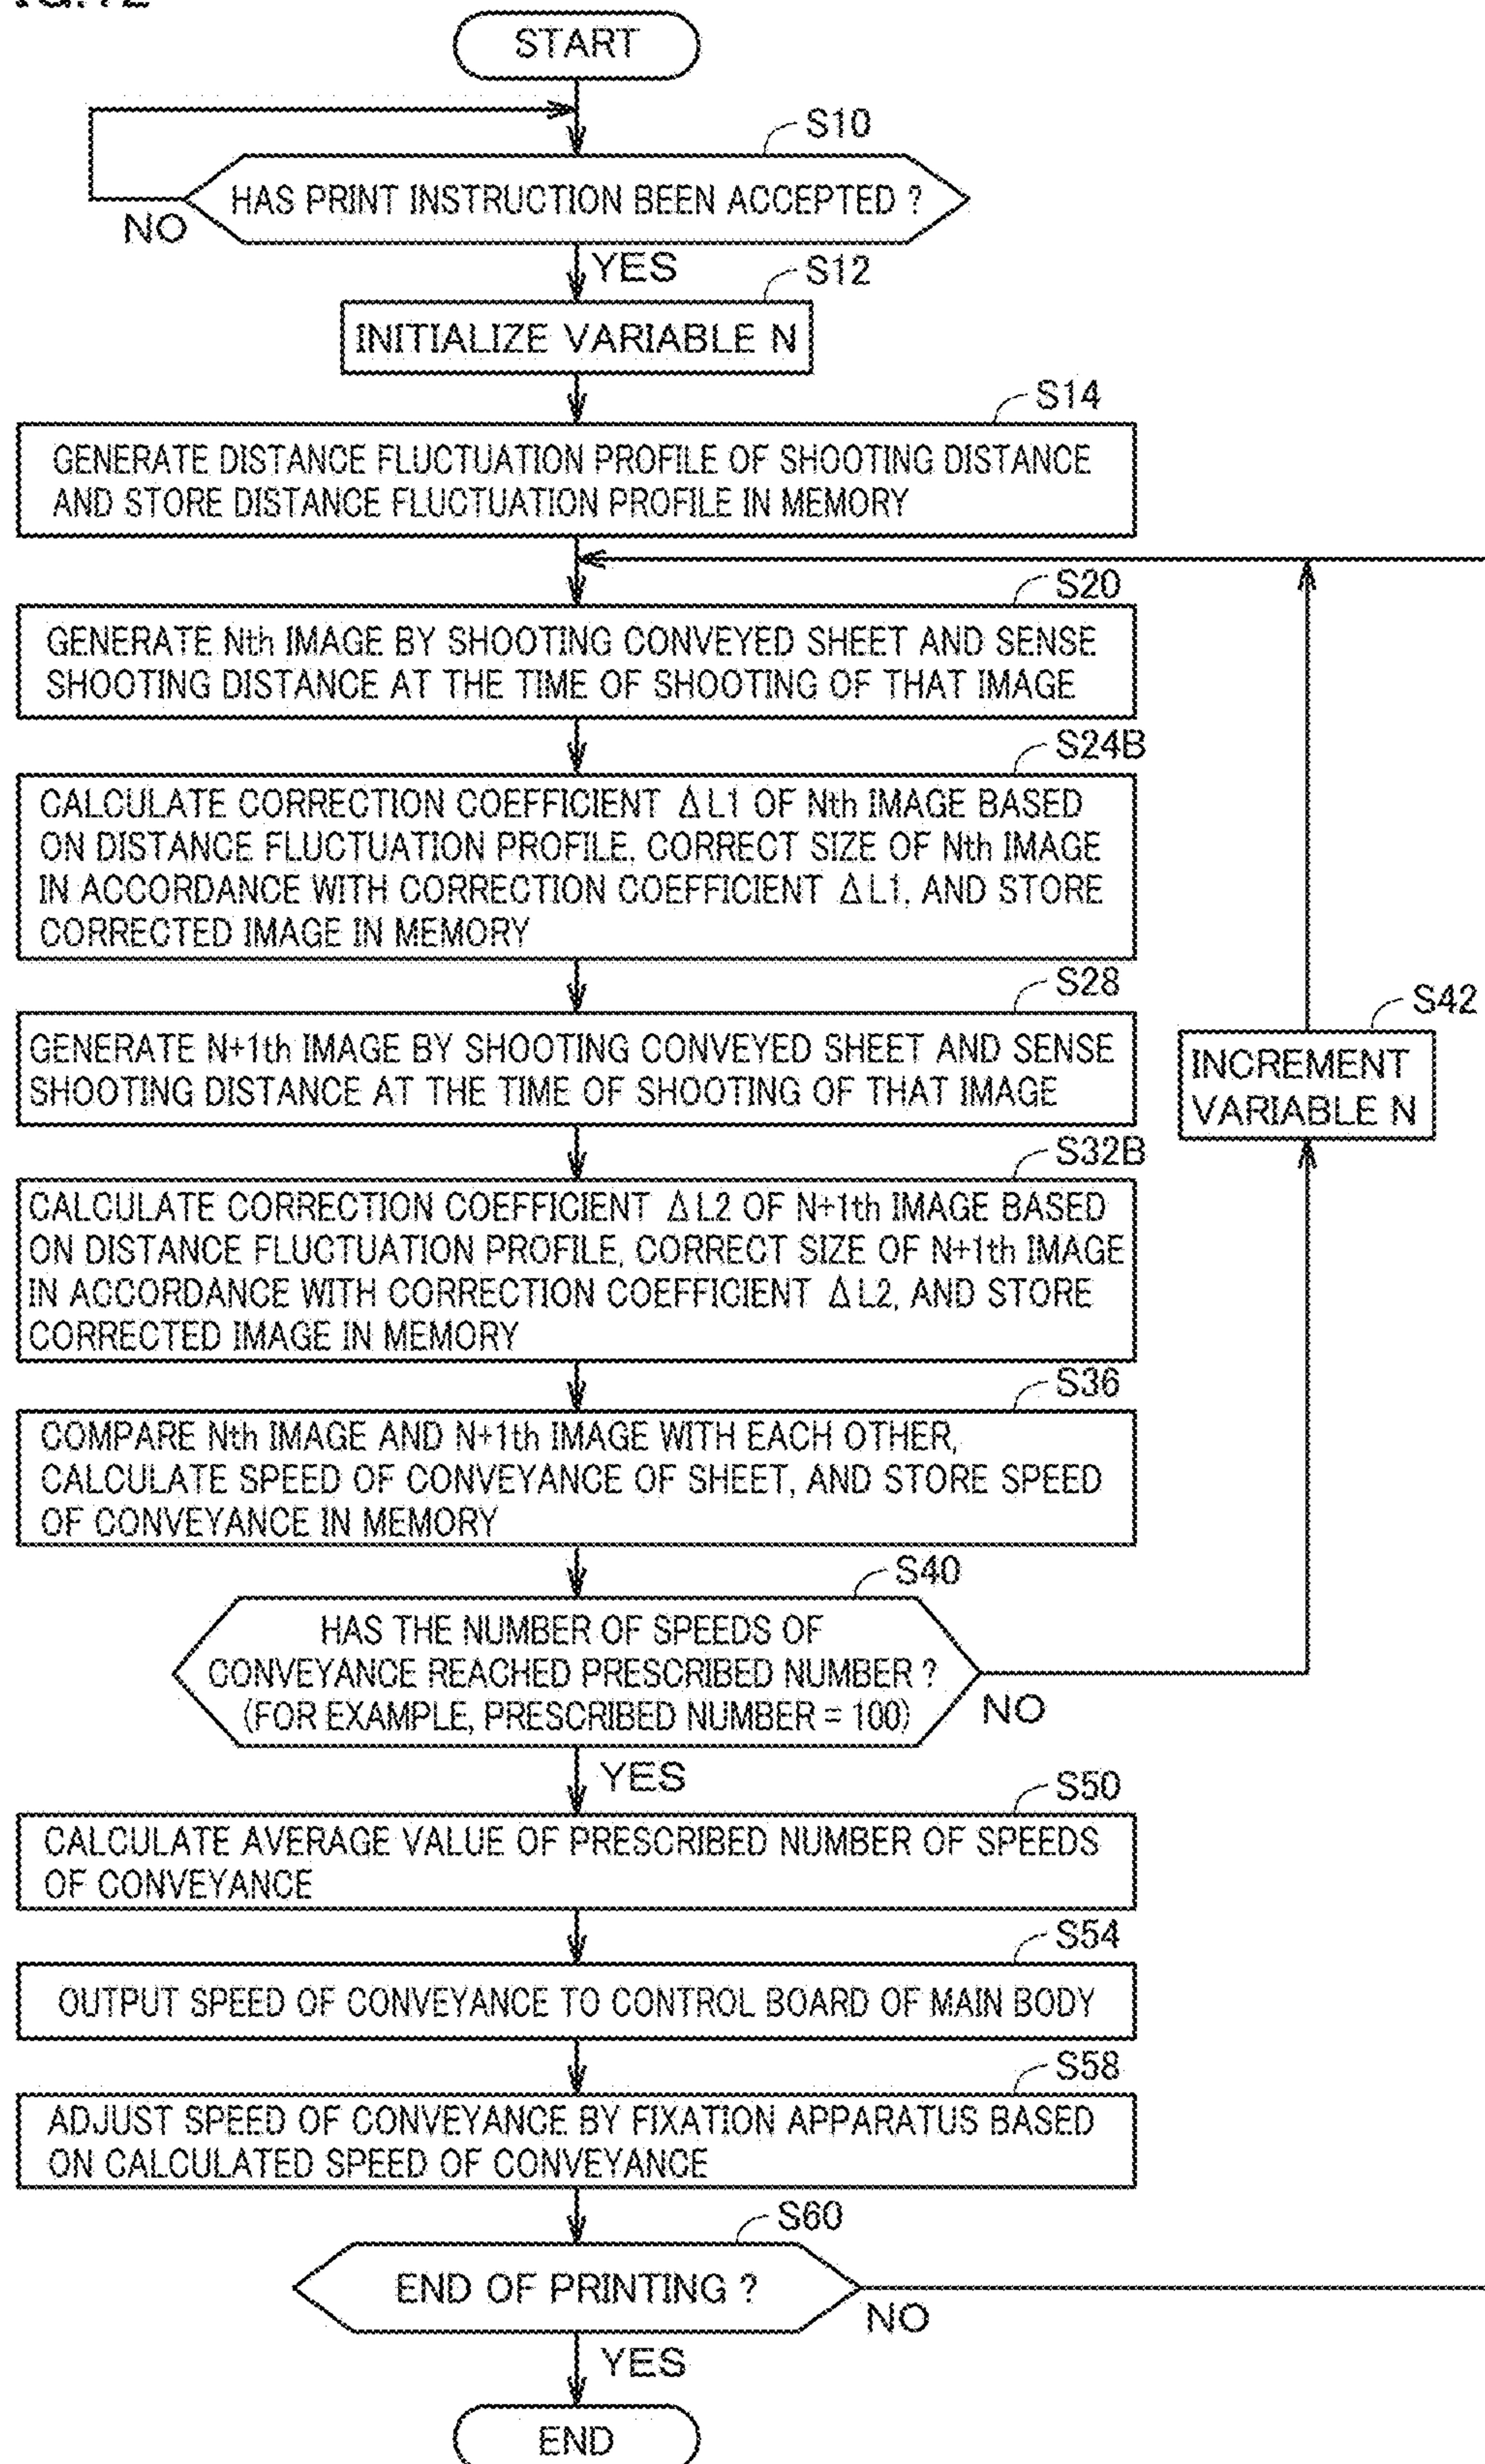 START
S10
HAS PRINT INSTRUCTION BEEN ACCEPTED ?
NO
YES
S12
INITIALIZE VARIABLE N
S14
GENERATE DISTANCE FLUCTUATION PROFILE OF SHOOTING DISTANCE
AND STORE DISTANCE FLUCTUATION PROFILE IN MEMORY
S20
GENERATE Nth IMAGE BY SHOOTING CONVEYED SHEET AND SENSE
SHOOTING DISTANCE AT THE TIME OF SHOOTING OF THAT IMAGE
S24B
CALCULATE CORRECTION COEFFICIENT ΔL1 OF Nth IMAGE BASED
ON DISTANCE FLUCTUATION PROFILE, CORRECT SIZE OF Nth IMAGE
IN ACCORDANCE WITH CORRECTION COEFFICIENT ΔL1, AND STORE
CORRECTED IMAGE IN MEMORY
S28
GENERATE N+1th IMAGE BY SHOOTING CONVEYED SHEET AND SENSE
SHOOTING DISTANCE AT THE TIME OF SHOOTING OF THAT IMAGE
S42
INCREMENT
VARIABLE N
S32B
CALCULATE CORRECTION COEFFICIENT ΔL2 OF N+1th IMAGE BASED
ON DISTANCE FLUCTUATION PROFILE, CORRECT SIZE OF N+1th IMAGE
IN ACCORDANCE WITH CORRECTION COEFFICIENT ΔL2, AND STORE
CORRECTED IMAGE IN MEMORY
S36
COMPARE Nth IMAGE AND N+1th IMAGE WITH EACH OTHER,
CALCULATE SPEED OF CONVEYANCE OF SHEET, AND STORE SPEED
OF CONVEYANCE IN MEMORY
S40
HAS THE NUMBER OF SPEEDS OF
CONVEYANCE REACHED PRESCRIBED NUMBER ?
(FOR EXAMPLE, PRESCRIBED NUMBER = 100)
NO
YES
S50
CALCULATE AVERAGE VALUE OF PRESCRIBED NUMBER OF SPEEDS
OF CONVEYANCE
S54
OUTPUT SPEED OF CONVEYANCE TO CONTROL BOARD OF MAIN BODY
S58
ADJUST SPEED OF CONVEYANCE BY FIXATION APPARATUS BASED
ON CALCULATED SPEED OF CONVEYANCE
S60
END OF PRINTING ?
NO
YES
END